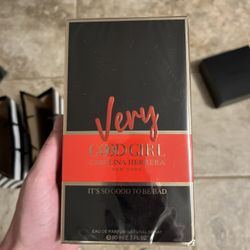 Very
GOOD GIRL
CAROLINA HERRERA
NEW YORK
IT'S SO GOOD TO BE BAD
EAU DE PARFUM NATURAL SPRAY